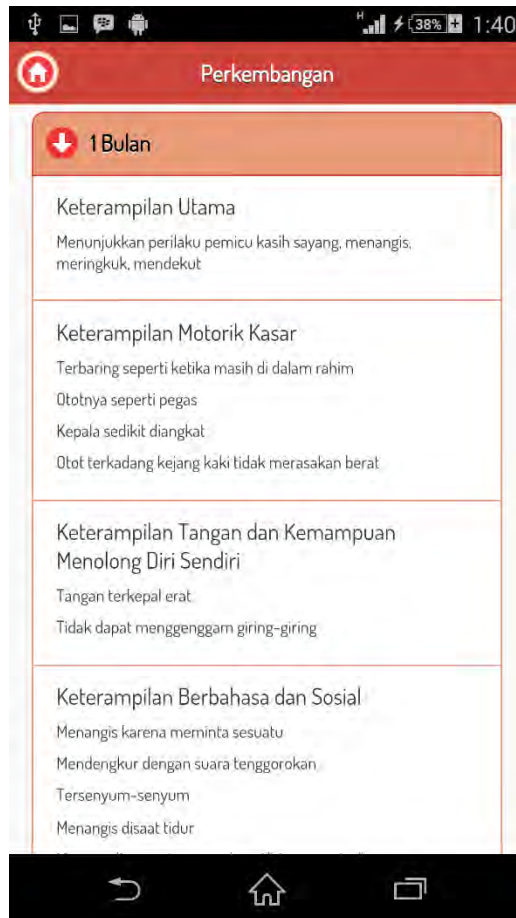 H 38% 1:40
Perkembangan
1 Bulan
Keterampilan Utama
Menunjukkan perilaku pemicu kasih sayang, menangis,
meringkuk, mendekut
Keterampilan Motorik Kasar
Terbaring seperti ketika masih di dalam rahim
Ototnya seperti pegas
Kepala sedikit diangkat
Otot terkadang kejang kaki tidak merasakan berat
Keterampilan Tangan dan Kemampuan
Menolong Diri Sendiri
Tangan terkepal erat
Tidak dapat menggenggam giring-giring
Keterampilan Berbahasa dan Sosial
Menangis karena meminta sesuatu
Mendengkur dengan suara tenggorokan
Tersenyum-senyum
Menangis disaat tidur